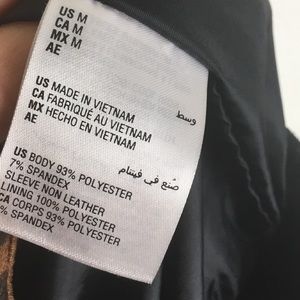 US M
CA M
MX M
AE وسط
US MADE IN VIETNAM
CA FABRIQUÉ AU VIETNAM
MX HECHO EN VIETNAM
AE صنع في فيتنام
US BODY 93% POLYESTER
7% SPANDEX
SLEEVE NON LEATHER
LINING 100% POLYESTER
CA CORPS 93% POLYESTER
% SPANDEX